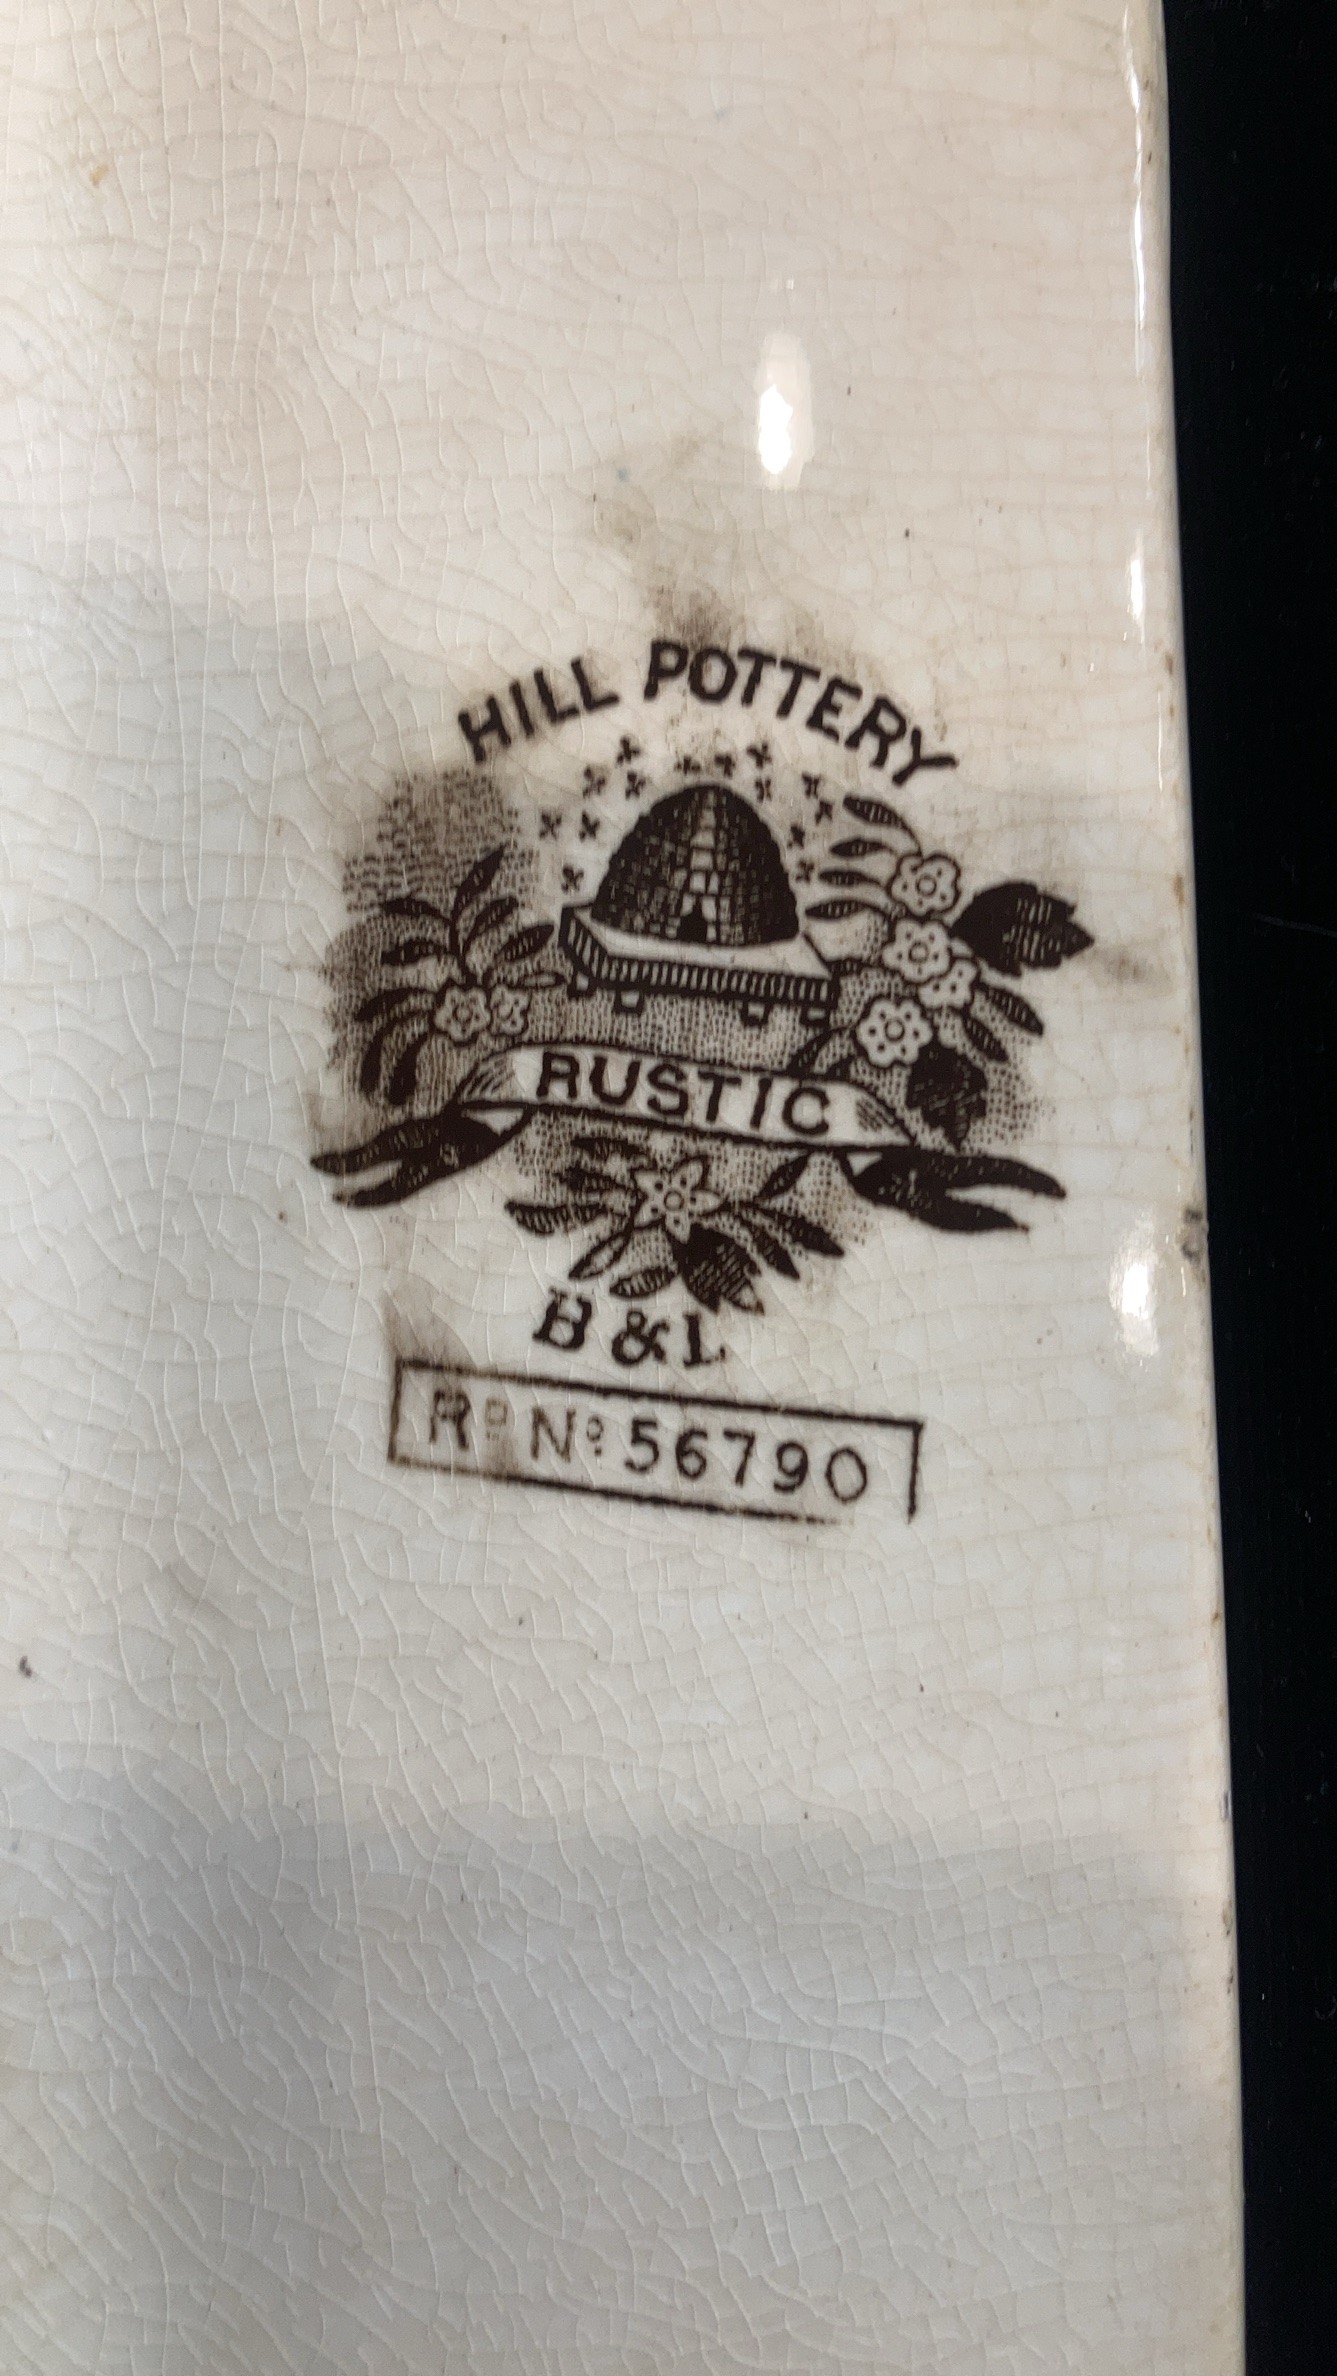 HILL POTTERY
RUSTIC
B & L
Rᴰ Nº 56790